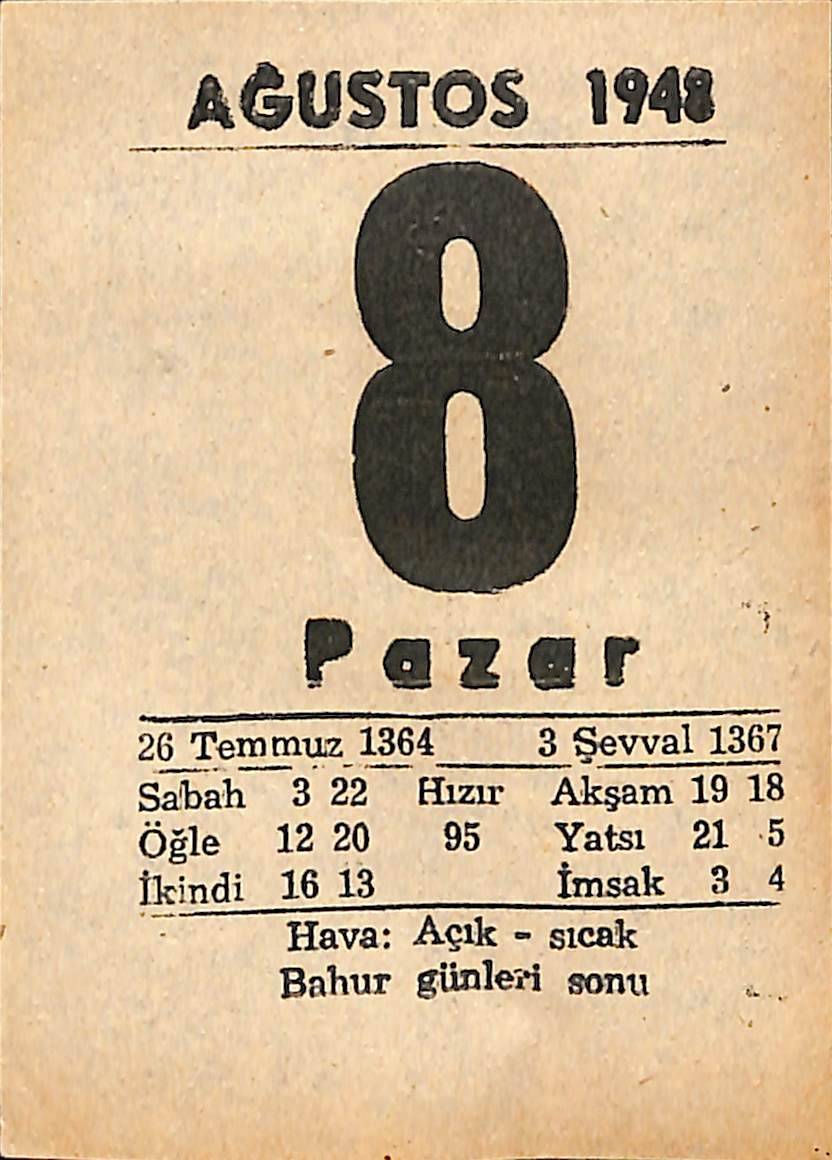 AĞUSTOS 1948
8
Pazar
26 Temmuz 1364 3 Şevval 1367
Sabah 3 22 Hızır Akşam 19 18
Öğle 12 20 95 Yatsı 21 5
İkindi 16 13 İmsak 3 4
Hava: Açık - sıcak
Bahur günleri sonu